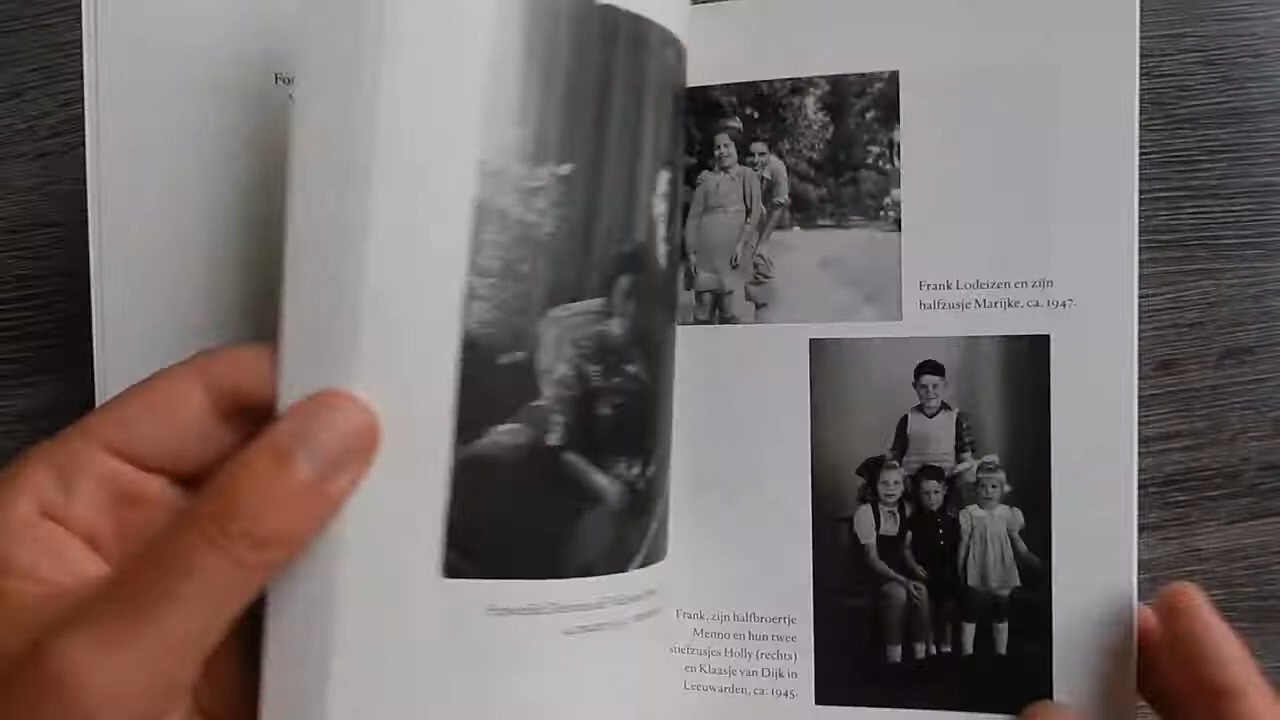 Frank Lodeizen en zijn
halfzusje Marijke, ca. 1947.
Frank, zijn halfbroertje
Menno en hun twee
stiefzusjes Holly (rechts)
en Klaasje van Dijk in
Leeuwarden, ca. 1945.